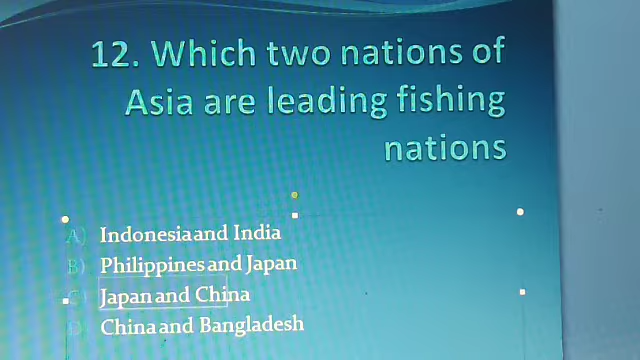 12. Which two nations of
Asia are leading fishing
nations
A) Indonesia and India
B) Philippines and Japan
C) Japan and China
D) China and Bangladesh